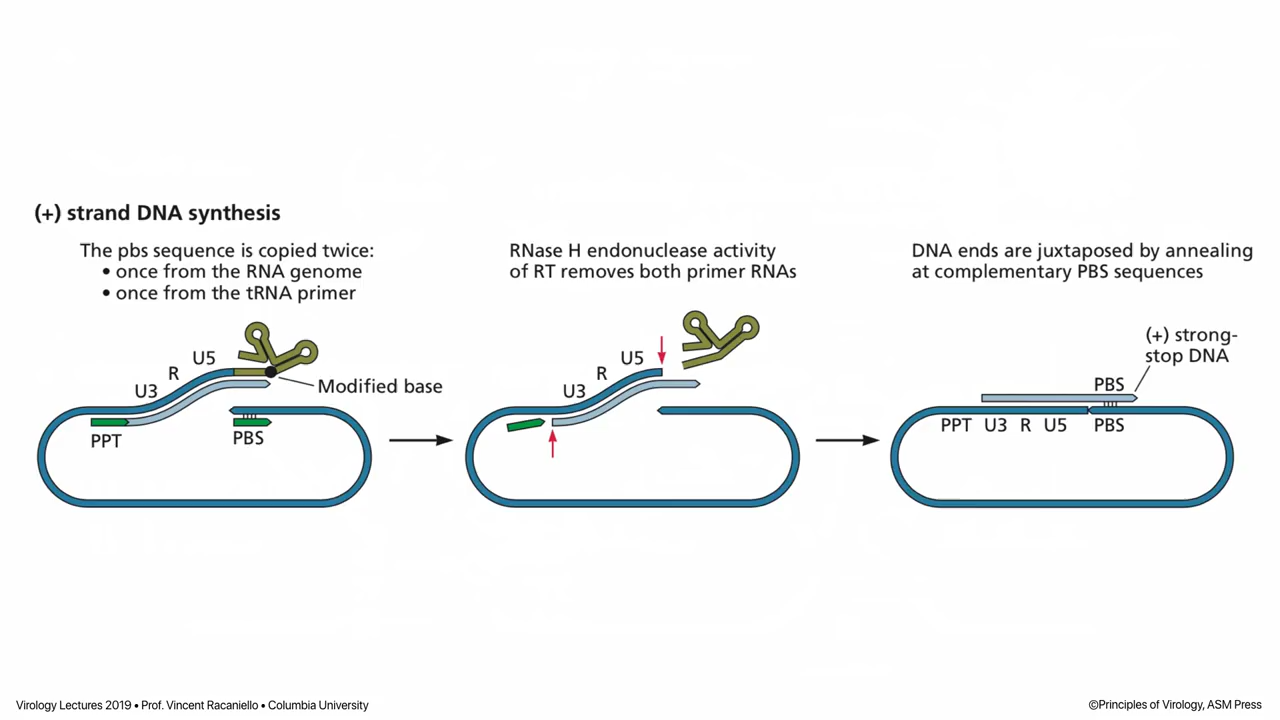 (+) strand DNA synthesis
The pbs sequence is copied twice:
• once from the RNA genome
• once from the tRNA primer
U5
R
U3
Modified base
PPT
PBS
RNase H endonuclease activity
of RT removes both primer RNAs
U5
R
U3
DNA ends are juxtaposed by annealing
at complementary PBS sequences
(+) strong-
stop DNA
PBS
PPT U3 R U5 PBS
Virology Lectures 2019 • Prof. Vincent Racaniello • Columbia University
©Principles of Virology, ASM Press